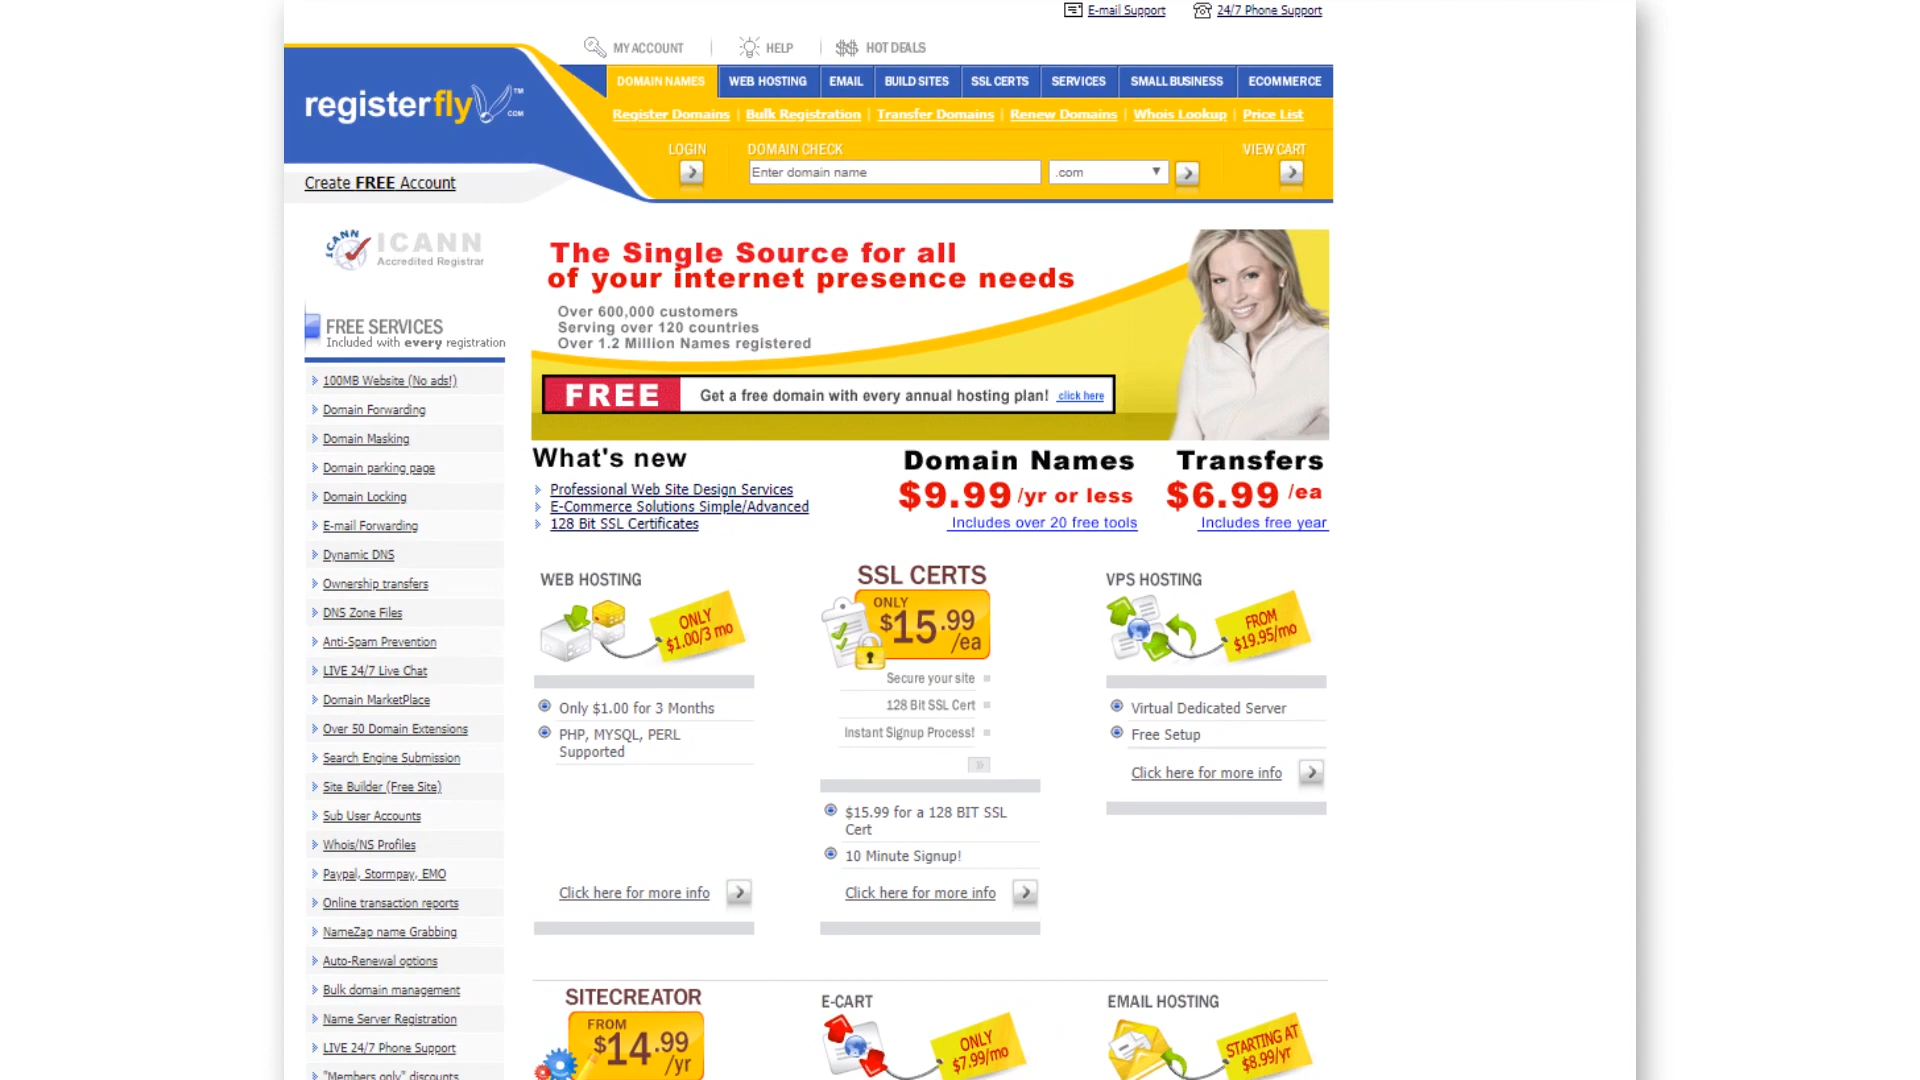 E-mail Support 24/7 Phone Support
MY ACCOUNT HELP HOT DEALS
registerfly .COM ™
DOMAIN NAMES WEB HOSTING EMAIL BUILD SITES SSL CERTS SERVICES SMALL BUSINESS ECOMMERCE
Register Domains | Bulk Registration | Transfer Domains | Renew Domains | Whois Lookup | Price List
LOGIN DOMAIN CHECK VIEW CART
Enter domain name .com
Create FREE Account
ICANN ICANN
Accredited Registrar
FREE SERVICES
Included with every registration
100MB Website (No ads!)
Domain Forwarding
Domain Masking
Domain parking page
Domain Locking
E-mail Forwarding
Dynamic DNS
Ownership transfers
DNS Zone Files
Anti-Spam Prevention
LIVE 24/7 Live Chat
Domain MarketPlace
Over 50 Domain Extensions
Search Engine Submission
Site Builder (Free Site)
Sub User Accounts
Whois/NS Profiles
Paypal, Stormpay, EMO
Online transaction reports
NameZap name Grabbing
Auto-Renewal options
Bulk domain management
Name Server Registration
LIVE 24/7 Phone Support
"Members only" discounts
The Single Source for all
of your internet presence needs
Over 600,000 customers
Serving over 120 countries
Over 1.2 Million Names registered
FREE Get a free domain with every annual hosting plan! click here
What's new
Professional Web Site Design Services
E-Commerce Solutions Simple/Advanced
128 Bit SSL Certificates
Domain Names
$9.99 /yr or less
Includes over 20 free tools
Transfers
$6.99 /ea
Includes free year
WEB HOSTING
ONLY
$1.00/3 mo
Only $1.00 for 3 Months
PHP, MYSQL, PERL
Supported
Click here for more info
SSL CERTS
ONLY
$15.99
/ea
Secure your site
128 Bit SSL Cert
Instant Signup Process!
$15.99 for a 128 BIT SSL
Cert
10 Minute Signup!
Click here for more info
VPS HOSTING
FROM
$19.95/mo
Virtual Dedicated Server
Free Setup
Click here for more info
SITECREATOR
FROM
$14.99
/yr
E-CART
ONLY
$7.99/mo
EMAIL HOSTING
STARTING AT
$8.99/yr